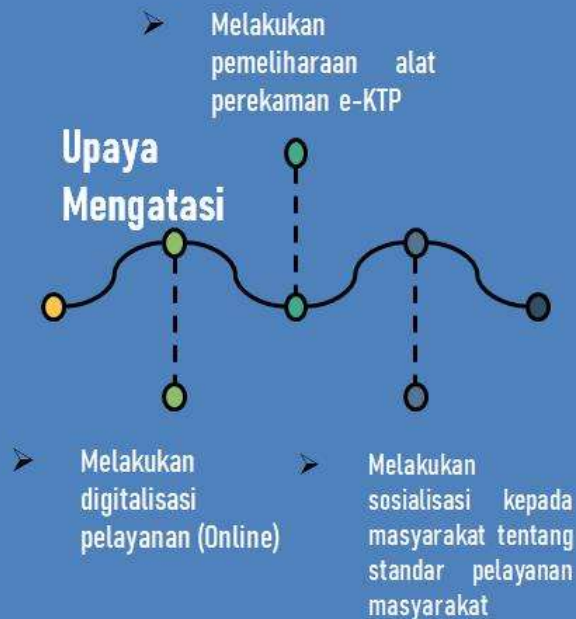 Melakukan
pemeliharaan alat
perekaman e-KTP
Upaya
Mengatasi
Melakukan
digitalisasi
pelayanan (Online)
Melakukan
sosialisasi kepada
masyarakat tentang
standar pelayanan
masyarakat